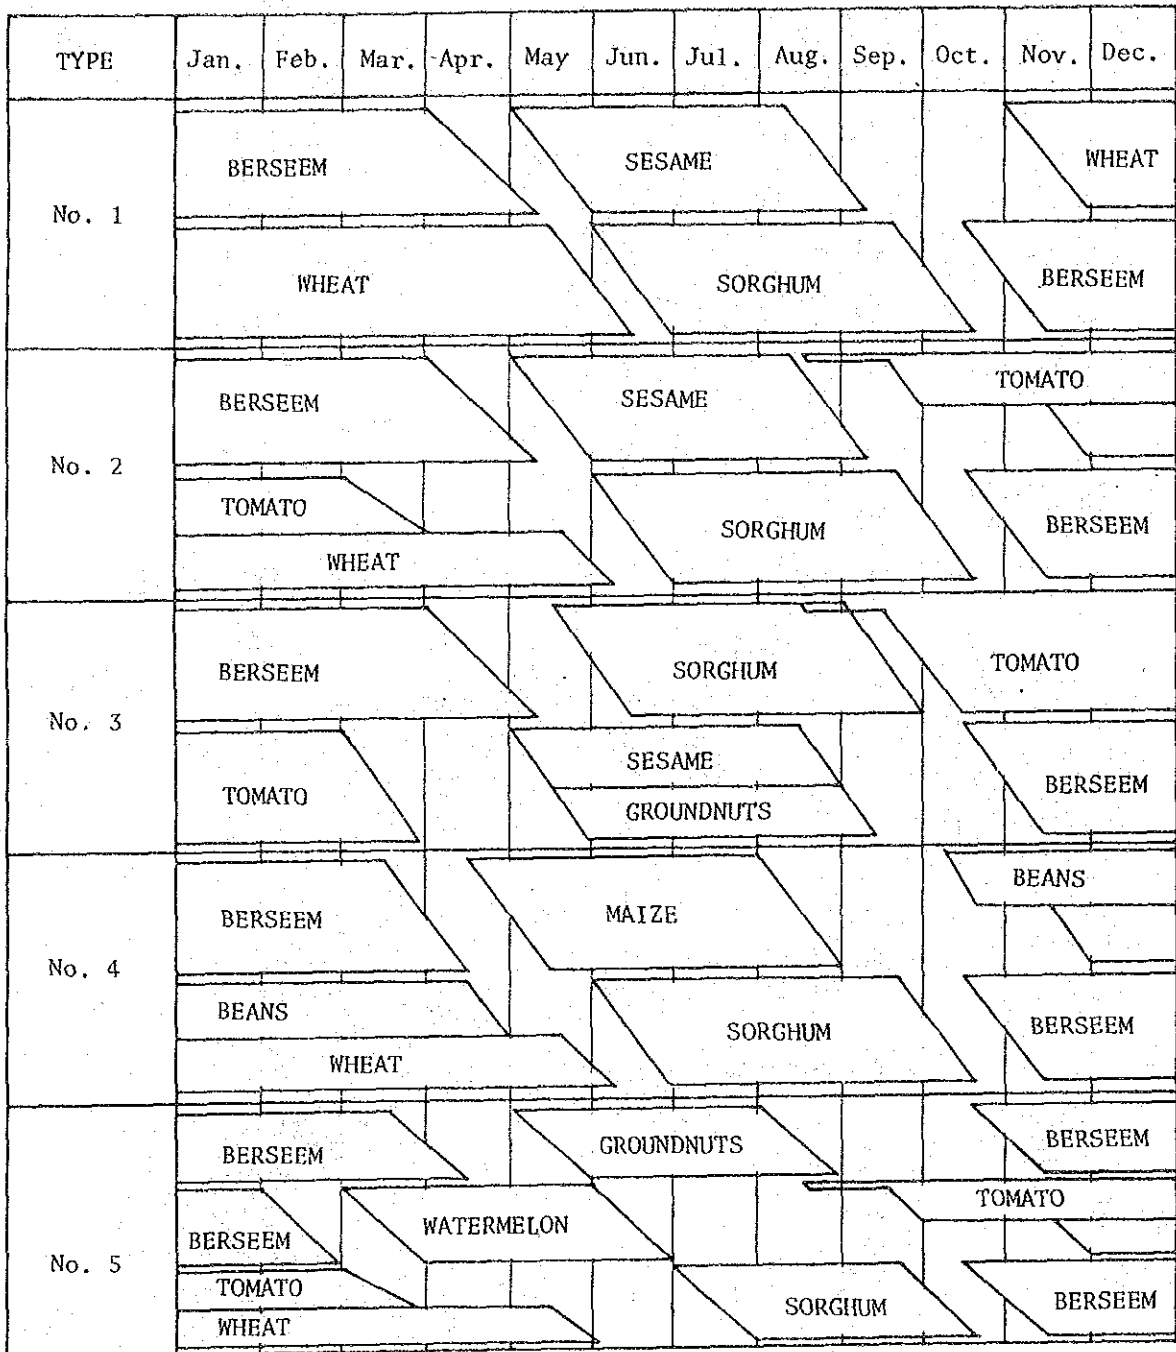 TYPE Jan. Feb. Mar. Apr. May Jun. Jul. Aug. Sep. Oct. Nov. Dec.
No. 1
BERSEEM SESAME WHEAT
WHEAT SORGHUM BERSEEM
No. 2
BERSEEM SESAME TOMATO
TOMATO SORGHUM BERSEEM
WHEAT
No. 3
BERSEEM SORGHUM TOMATO
TOMATO SESAME BERSEEM
GROUNDNUTS
No. 4
BERSEEM MAIZE BEANS
BEANS SORGHUM BERSEEM
WHEAT
No. 5
BERSEEM GROUNDNUTS BERSEEM
BERSEEM WATERMELON TOMATO
TOMATO SORGHUM BERSEEM
WHEAT